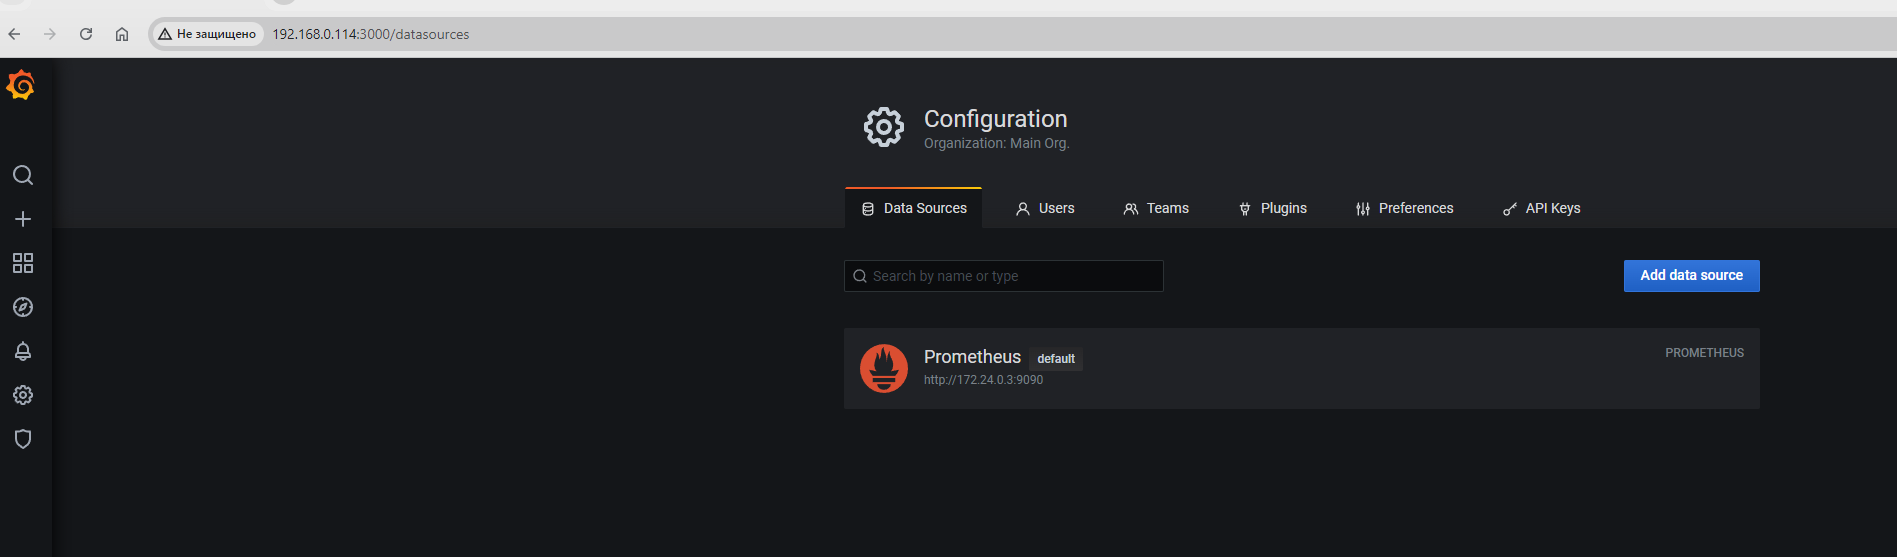 Не защищено
192.168.0.114:3000/datasources
Configuration
Organization: Main Org.
Data Sources
Users
Teams
Plugins
Preferences
API Keys
Search by name or type
Add data source
Prometheus
default
PROMETHEUS
http://172.24.0.3:9090